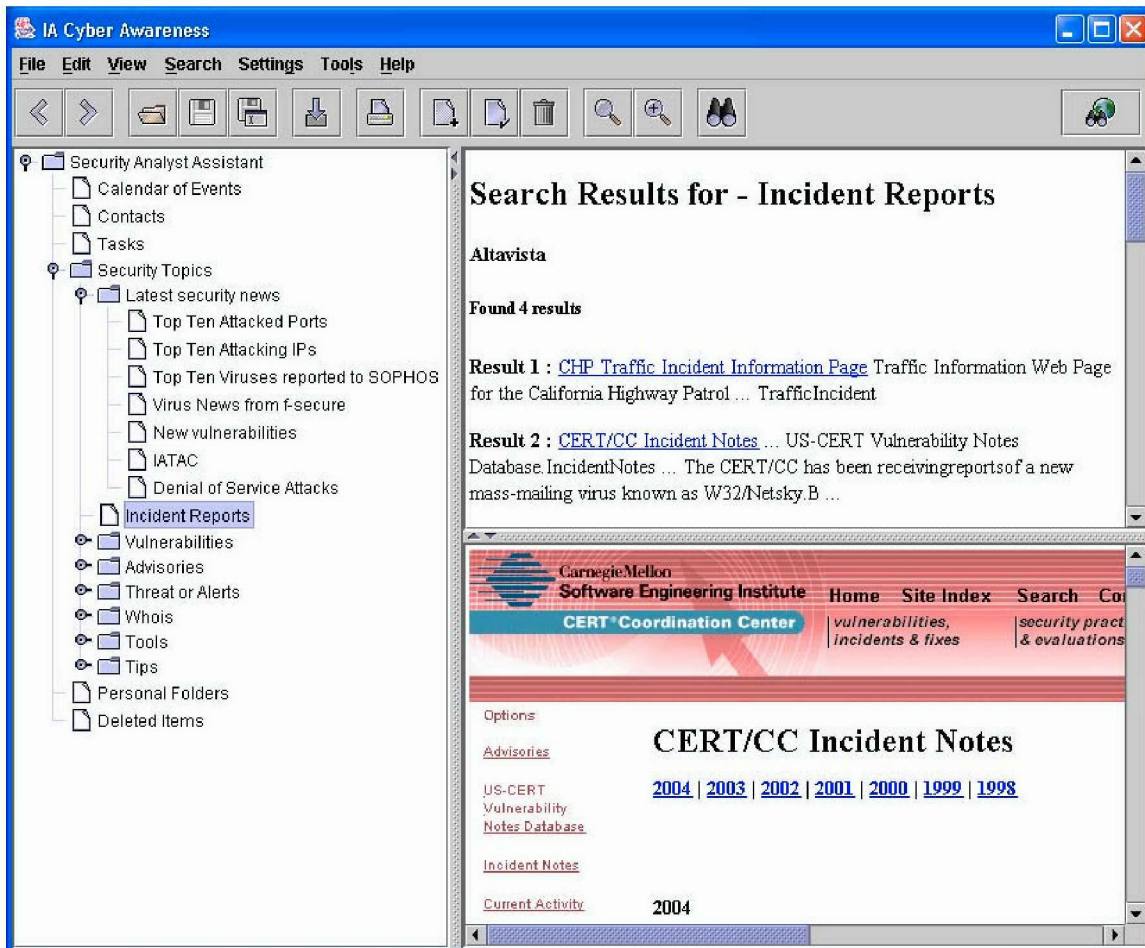 IA Cyber Awareness
File Edit View Search Settings Tools Help
Security Analyst Assistant
Calendar of Events
Contacts
Tasks
Security Topics
Latest security news
Top Ten Attacked Ports
Top Ten Attacking IPs
Top Ten Viruses reported to SOPHOS
Virus News from f-secure
New vulnerabilities
IATAC
Denial of Service Attacks
Incident Reports
Vulnerabilities
Advisories
Threat or Alerts
Whois
Tools
Tips
Personal Folders
Deleted Items
Search Results for - Incident Reports
Altavista
Found 4 results
Result 1 : CHP Traffic Incident Information Page Traffic Information Web Page
for the California Highway Patrol ... TrafficIncident
Result 2 : CERT/CC Incident Notes ... US-CERT Vulnerability Notes
Database.IncidentNotes ... The CERT/CC has been receivingreportsof a new
mass-mailing virus known as W32/Netsky.B ...
CarnegieMellon
Software Engineering Institute
CERT® Coordination Center
Home Site Index Search Co
vulnerabilities,
incidents & fixes
security pract
& evaluations
Options
Advisories
US-CERT
Vulnerability
Notes Database
Incident Notes
Current Activity
CERT/CC Incident Notes
2004 | 2003 | 2002 | 2001 | 2000 | 1999 | 1998
2004